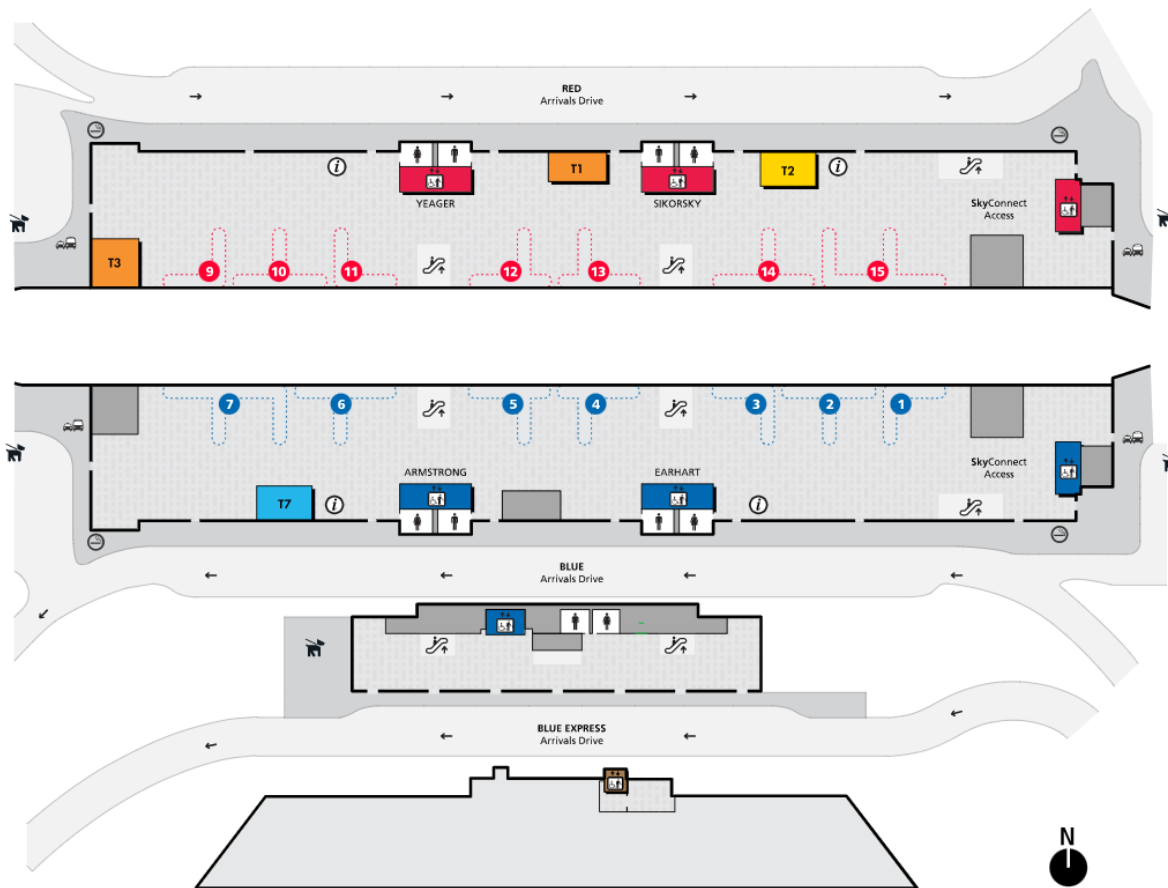 RED
Arrivals Drive
i
T1
T2
i
YEAGER
SIKORSKY
SkyConnect
Access
T3
9
10
11
12
13
14
15
7
6
5
4
3
2
1
ARMSTRONG
EARHART
SkyConnect
Access
T7
i
i
BLUE
Arrivals Drive
BLUE EXPRESS
Arrivals Drive
N